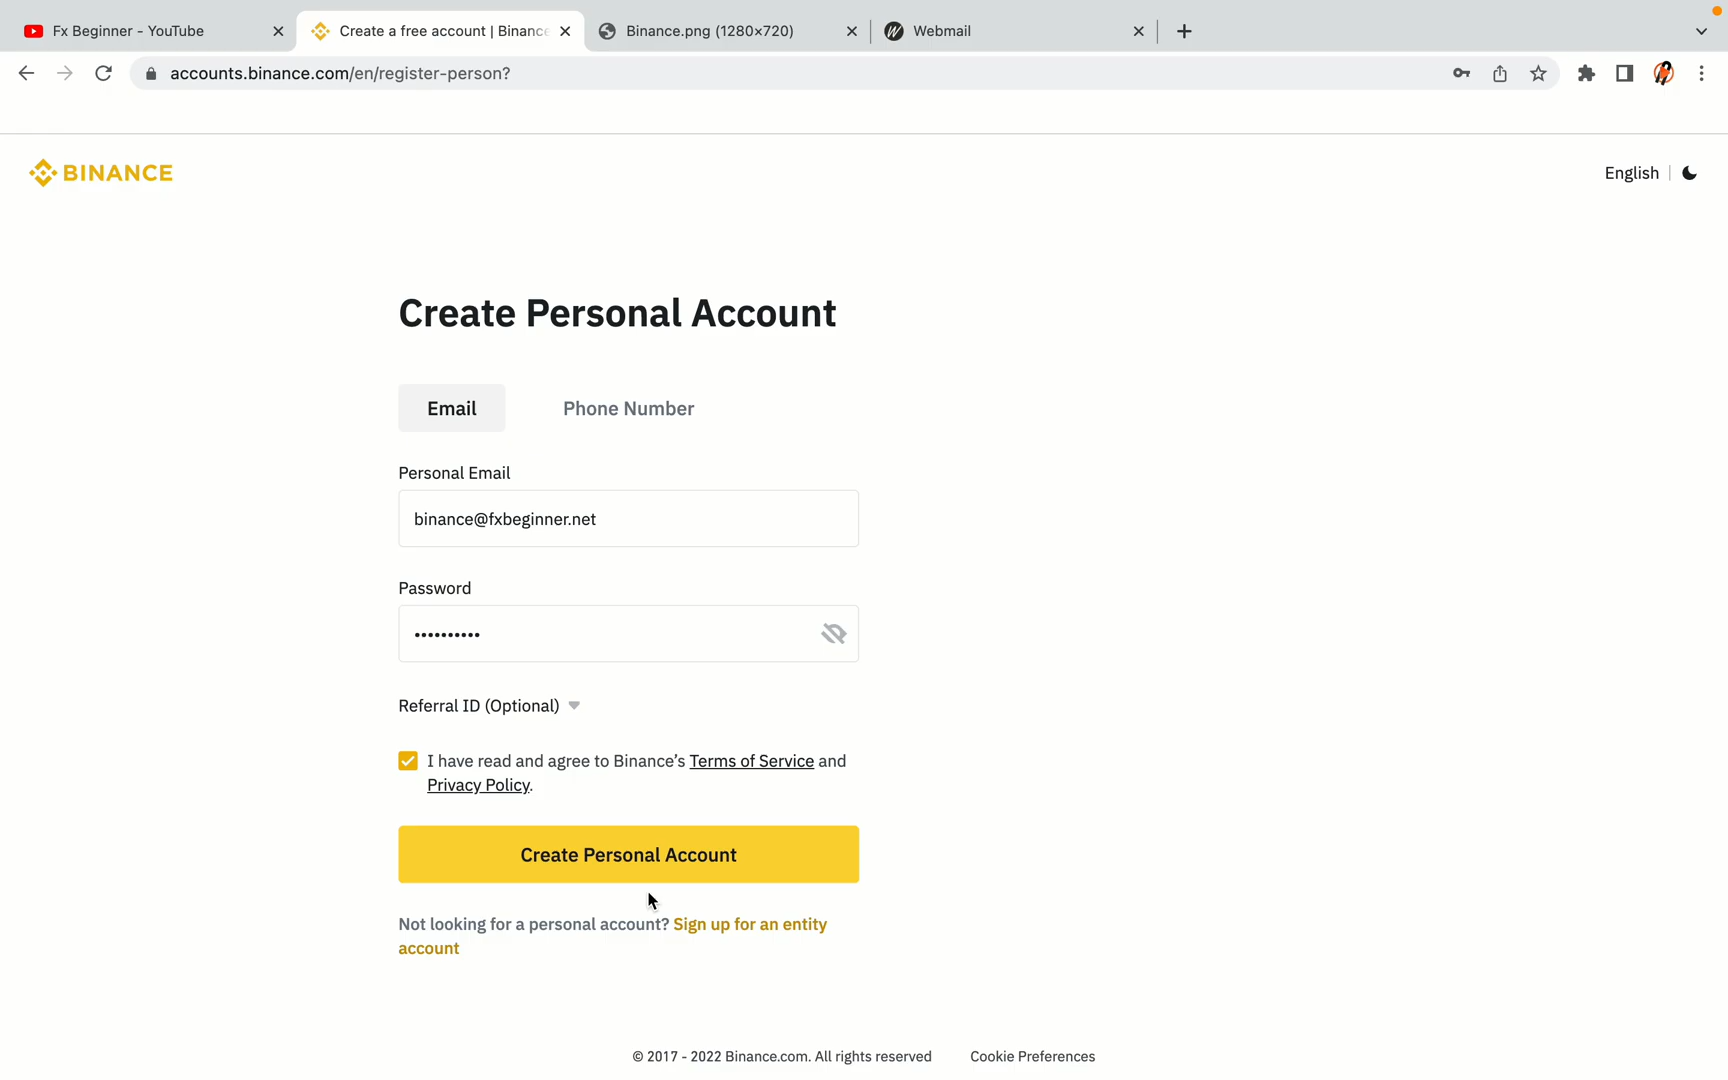 Fx Beginner - YouTube
Create a free account | Binance
Binance.png (1280×720)
Webmail
accounts.binance.com/en/register-person?
BINANCE
English
Create Personal Account
Email
Phone Number
Personal Email
binance@fxbeginner.net
Password
••••••••••
Referral ID (Optional)
I have read and agree to Binance’s Terms of Service and
Privacy Policy.
Create Personal Account
Not looking for a personal account? Sign up for an entity
account
© 2017 - 2022 Binance.com. All rights reserved
Cookie Preferences